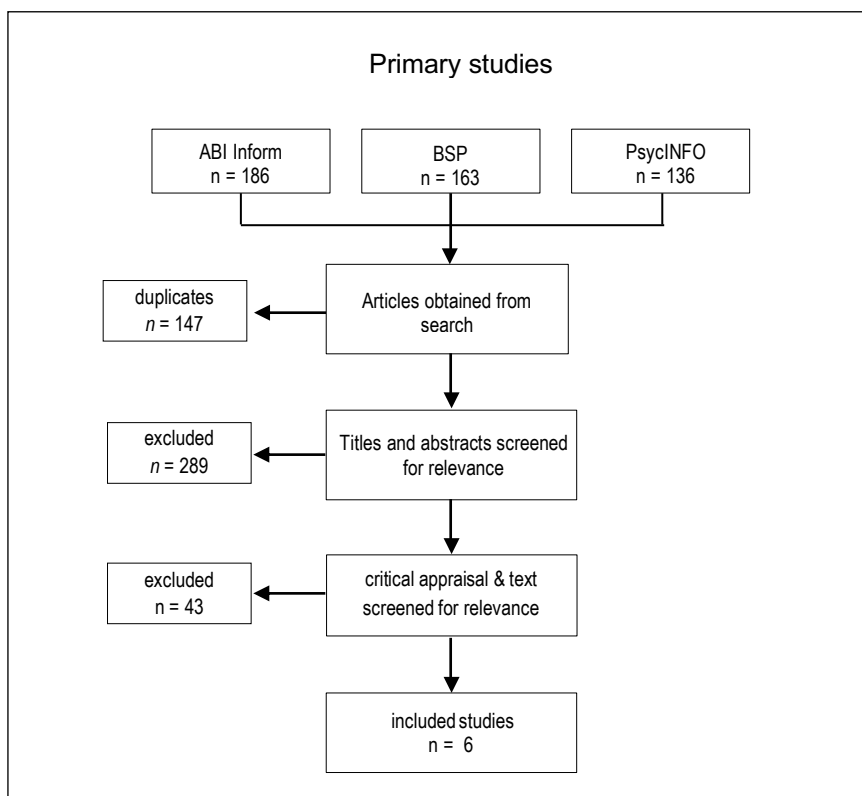 Primary studies
ABI Inform
n = 186
BSP
n = 163
PsycINFO
n = 136
duplicates
n = 147
Articles obtained from
search
excluded
n = 289
Titles and abstracts screened
for relevance
excluded
n = 43
critical appraisal & text
screened for relevance
included studies
n = 6